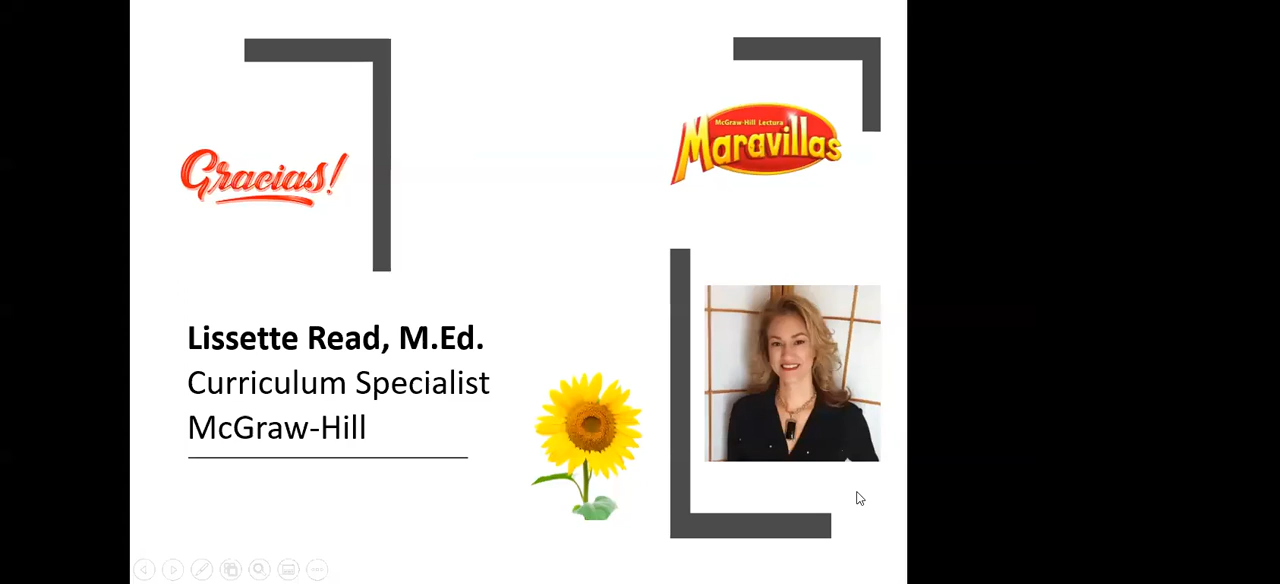 Gracias!
McGraw-Hill Lectura
Maravillas
Lissette Read, M.Ed.
Curriculum Specialist
McGraw-Hill